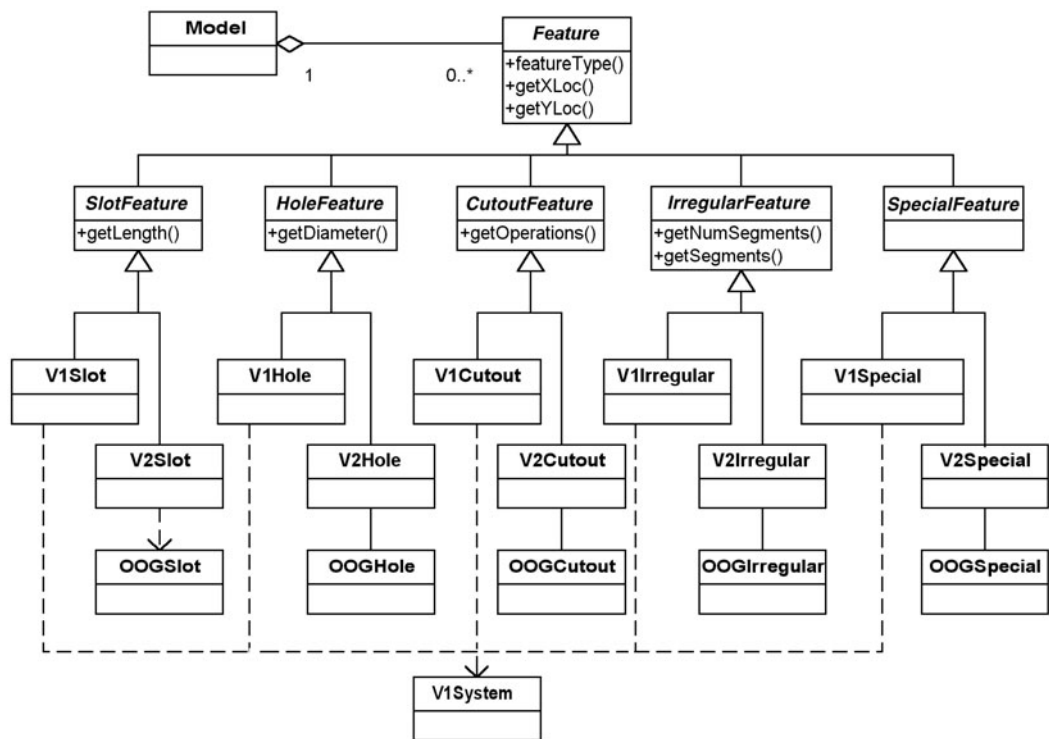 Model
1
0..*
Feature
+featureType()
+getXLoc()
+getYLoc()
SlotFeature
+getLength()
HoleFeature
+getDiameter()
CutoutFeature
+getOperations()
IrregularFeature
+getNumSegments()
+getSegments()
SpecialFeature
V1Slot
V1Hole
V1Cutout
V1Irregular
V1Special
V2Slot
V2Hole
V2Cutout
V2Irregular
V2Special
OOGSlot
OOGHole
OOGCutout
OOGIrregular
OOGSpecial
V1System